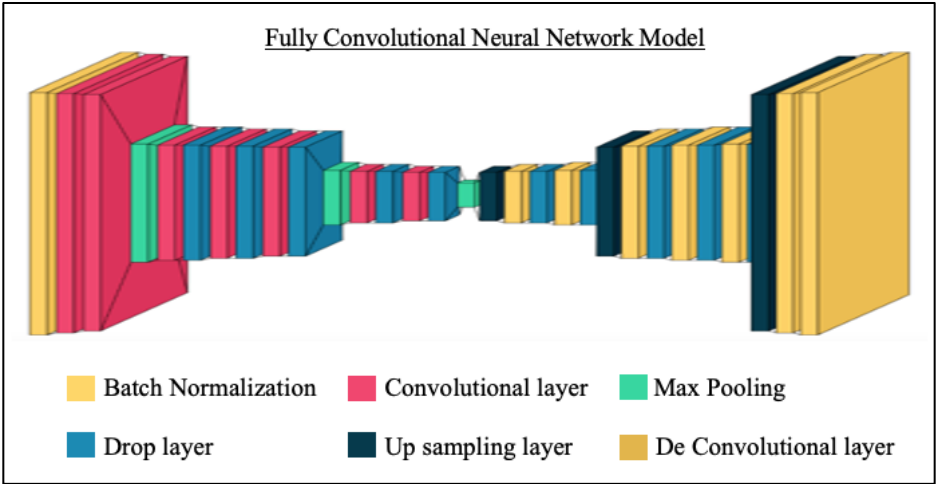 Fully Convolutional Neural Network Model
Batch Normalization
Convolutional layer
Max Pooling
Drop layer
Up sampling layer
De Convolutional layer